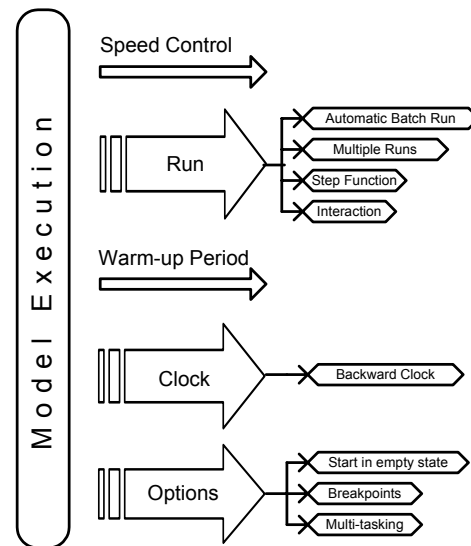 Model Execution
Speed Control
Run
Automatic Batch Run
Multiple Runs
Step Function
Interaction
Warm-up Period
Clock
Backward Clock
Options
Start in empty state
Breakpoints
Multi-tasking